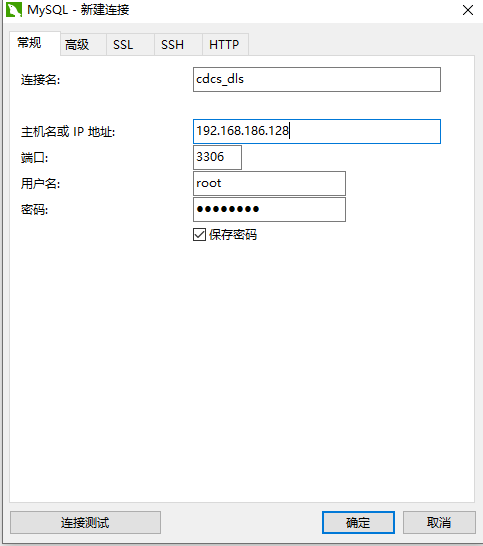 MySQL - 新建连接
常规 高级 SSL SSH HTTP
连接名: cdcs_dls
主机名或 IP 地址: 192.168.186.128
端口: 3306
用户名: root
密码: ●●●●●●●●
保存密码
连接测试 确定 取消